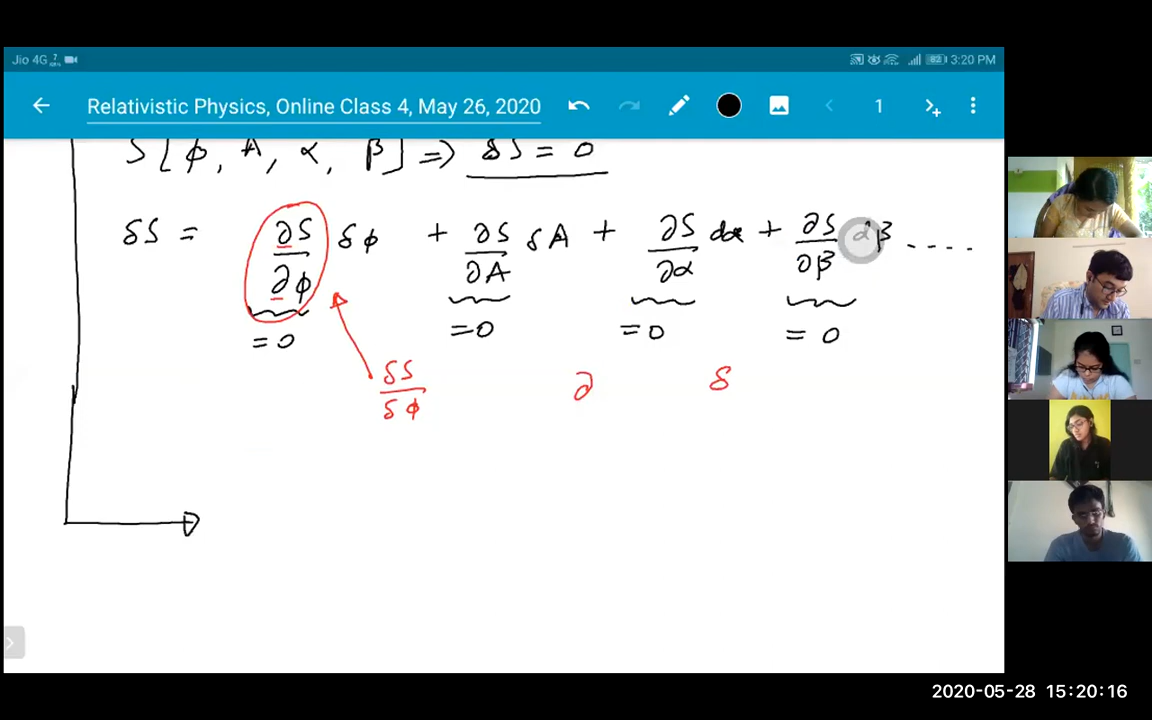 Jio 4G 3:20 PM
Relativistic Physics, Online Class 4, May 26, 2020 1
S[ϕ, A, α, β] ⇒ δS = 0
δS = ∂S/∂ϕ δϕ + ∂S/∂A δA + ∂S/∂α dα + ∂S/∂β dβ ....
=0 =0 =0 =0
δS/δϕ ∂ δ
2020-05-28 15:20:16